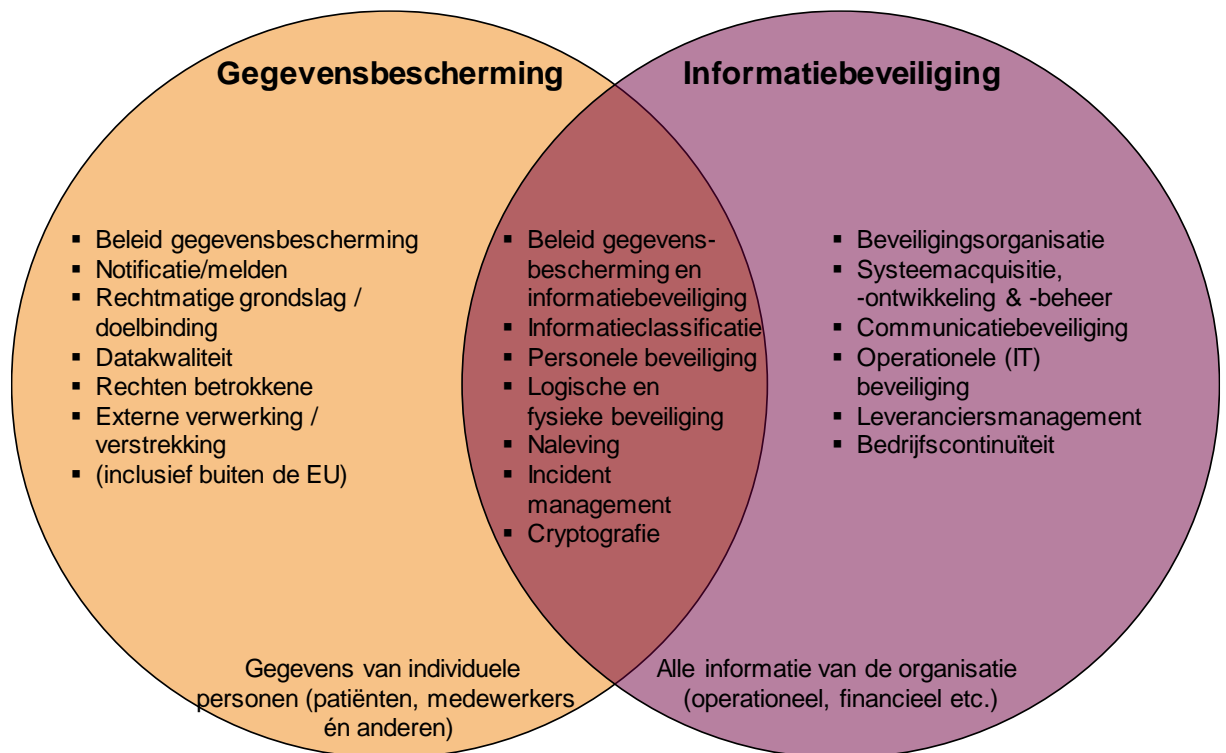 Gegevensbescherming
▪ Beleid gegevensbescherming
▪ Notificatie/melden
▪ Rechtmatige grondslag /
doelbinding
▪ Datakwaliteit
▪ Rechten betrokkene
▪ Externe verwerking /
verstrekking
▪ (inclusief buiten de EU)
Gegevens van individuele
personen (patiënten, medewerkers
én anderen)
▪ Beleid gegevens-
bescherming en
informatiebeveiliging
▪ Informatieclassificatie
▪ Personele beveiliging
▪ Logische en
fysieke beveiliging
▪ Naleving
▪ Incident
management
▪ Cryptografie
Informatiebeveiliging
▪ Beveiligingsorganisatie
▪ Systeemacquisitie,
-ontwikkeling & -beheer
▪ Communicatiebeveiliging
▪ Operationele (IT)
beveiliging
▪ Leveranciersmanagement
▪ Bedrijfscontinuïteit
Alle informatie van de organisatie
(operationeel, financieel etc.)